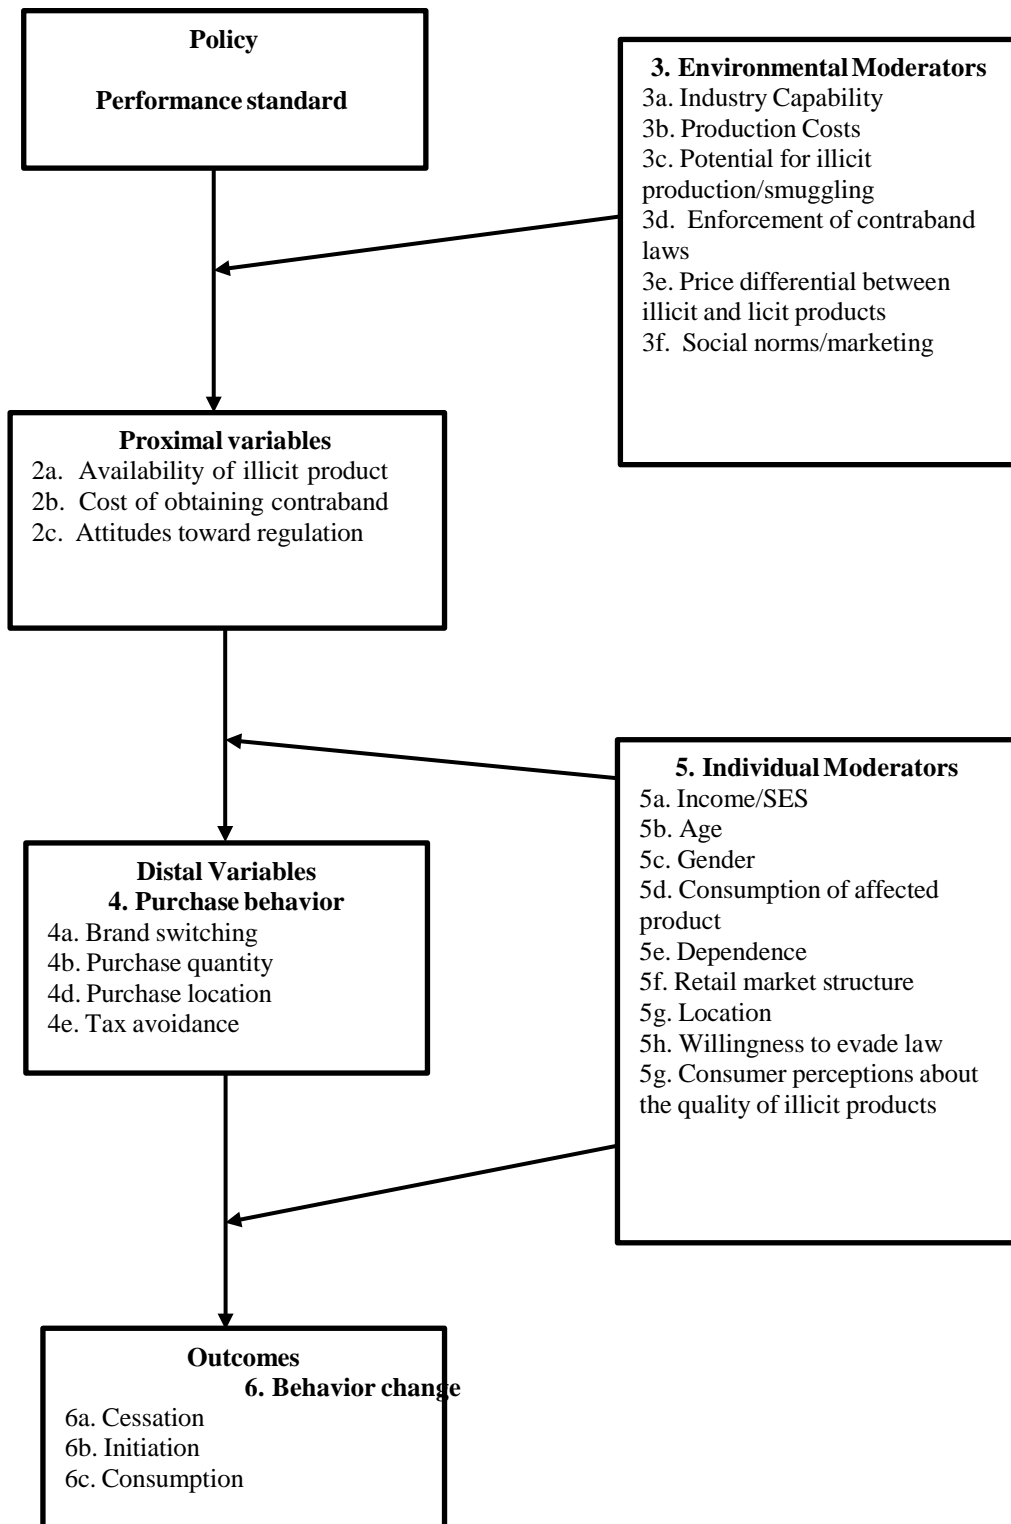 Policy
Performance standard
3. Environmental Moderators
3a. Industry Capability
3b. Production Costs
3c. Potential for illicit
production/smuggling
3d. Enforcement of contraband
laws
3e. Price differential between
illicit and licit products
3f. Social norms/marketing
Proximal variables
2a. Availability of illicit product
2b. Cost of obtaining contraband
2c. Attitudes toward regulation
5. Individual Moderators
5a. Income/SES
5b. Age
5c. Gender
5d. Consumption of affected
product
5e. Dependence
5f. Retail market structure
5g. Location
5h. Willingness to evade law
5g. Consumer perceptions about
the quality of illicit products
Distal Variables
4. Purchase behavior
4a. Brand switching
4b. Purchase quantity
4d. Purchase location
4e. Tax avoidance
Outcomes
6. Behavior change
6a. Cessation
6b. Initiation
6c. Consumption